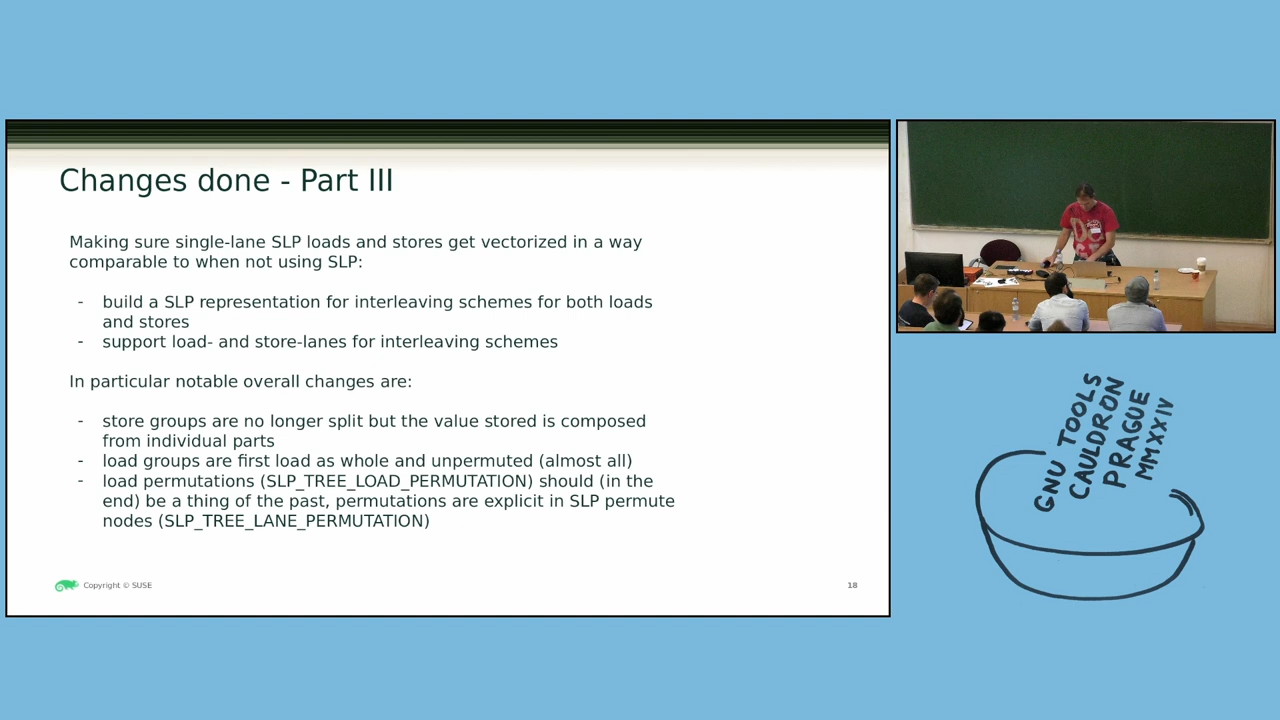 Changes done - Part III
Making sure single-lane SLP loads and stores get vectorized in a way
comparable to when not using SLP:
- build a SLP representation for interleaving schemes for both loads
and stores
- support load- and store-lanes for interleaving schemes
In particular notable overall changes are:
- store groups are no longer split but the value stored is composed
from individual parts
- load groups are first load as whole and unpermuted (almost all)
- load permutations (SLP_TREE_LOAD_PERMUTATION) should (in the
end) be a thing of the past, permutations are explicit in SLP permute
nodes (SLP_TREE_LANE_PERMUTATION)
Copyright © SUSE
18
GNU TOOLS
CAULDRON
PRAGUE
MMXXIV